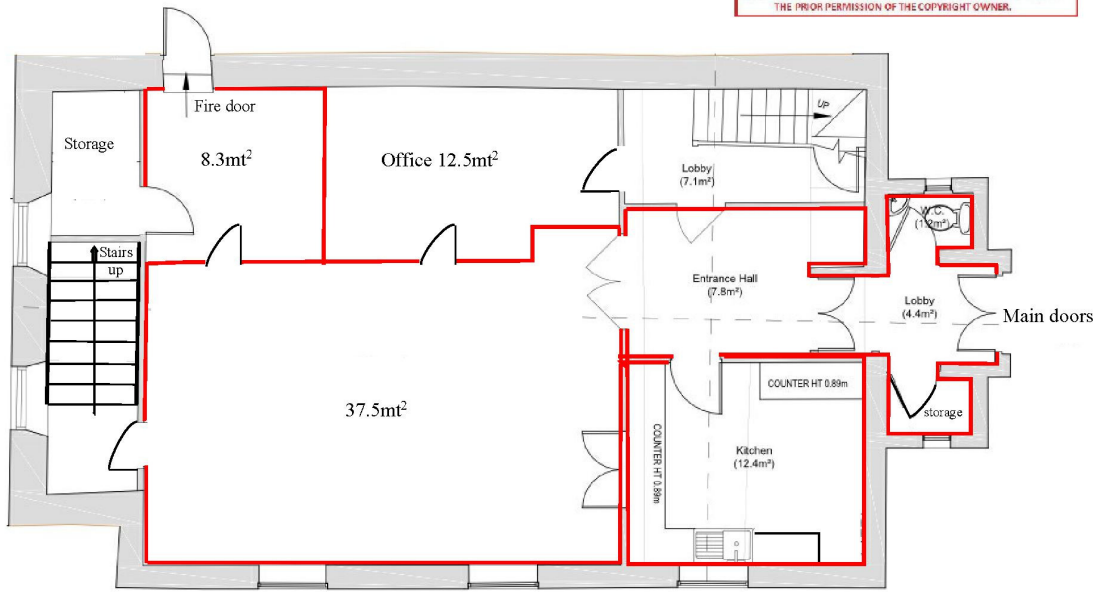 THE PRIOR PERMISSION OF THE COPYRIGHT OWNER.
Fire door
UP
Storage
8.3mt²
Office 12.5mt²
Lobby
(7.1m²)
W.C.
(1.2m²)
Stairs
up
Entrance Hall
(7.8m²)
Lobby
(4.4m²)
Main doors
COUNTER HT 0.89m
37.5mt²
storage
COUNTER HT 0.89m
Kitchen
(12.4m²)